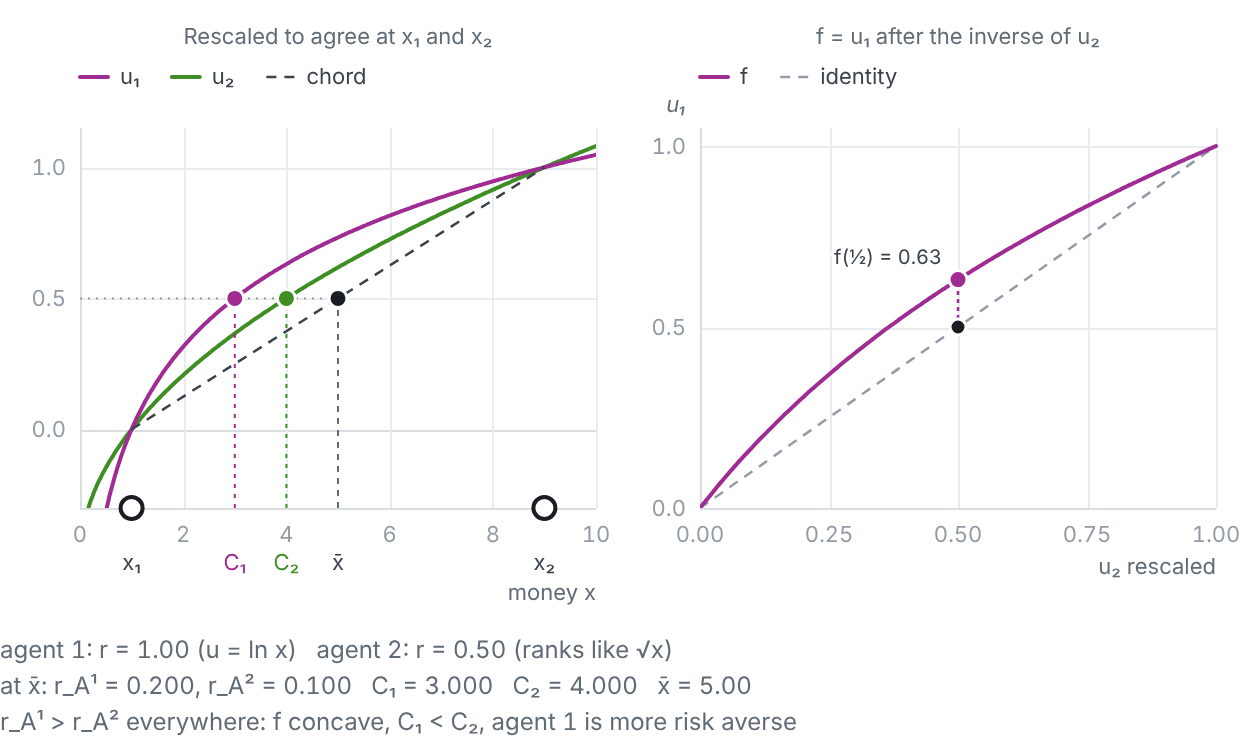 Rescaled to agree at x₁ and x₂
u₁ u₂ chord
1.0
0.5
0.0
0 2 4 6 8 10
x₁ C₁ C₂ x̄ x₂
money x
f = u₁ after the inverse of u₂
f identity
u₁
1.0
f(½) = 0.63
0.5
0.0
0.00 0.25 0.50 0.75 1.00
u₂ rescaled
agent 1: r = 1.00 (u = ln x) agent 2: r = 0.50 (ranks like √x)
at x̄: r_A¹ = 0.200, r_A² = 0.100 C₁ = 3.000 C₂ = 4.000 x̄ = 5.00
r_A¹ > r_A² everywhere: f concave, C₁ < C₂, agent 1 is more risk averse